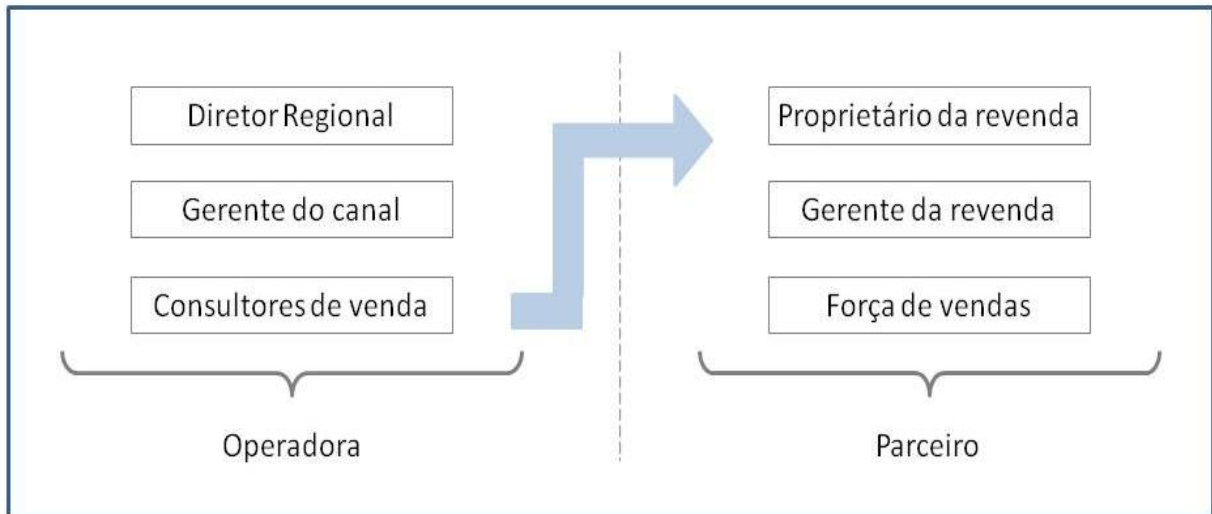 Diretor Regional
Gerente do canal
Consultores de venda
Operadora
Proprietário da revenda
Gerente da revenda
Força de vendas
Parceiro